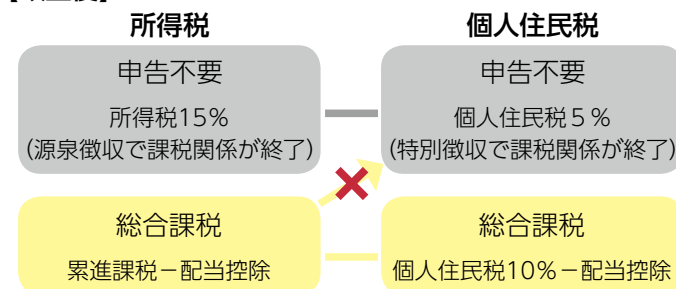 所得税
個人住民税
申告不要
所得税15%
(源泉徴収で課税関係が終了)
申告不要
個人住民税5％
(特別徴収で課税関係が終了)
総合課税
累進課税－配当控除
総合課税
個人住民税10%－配当控除